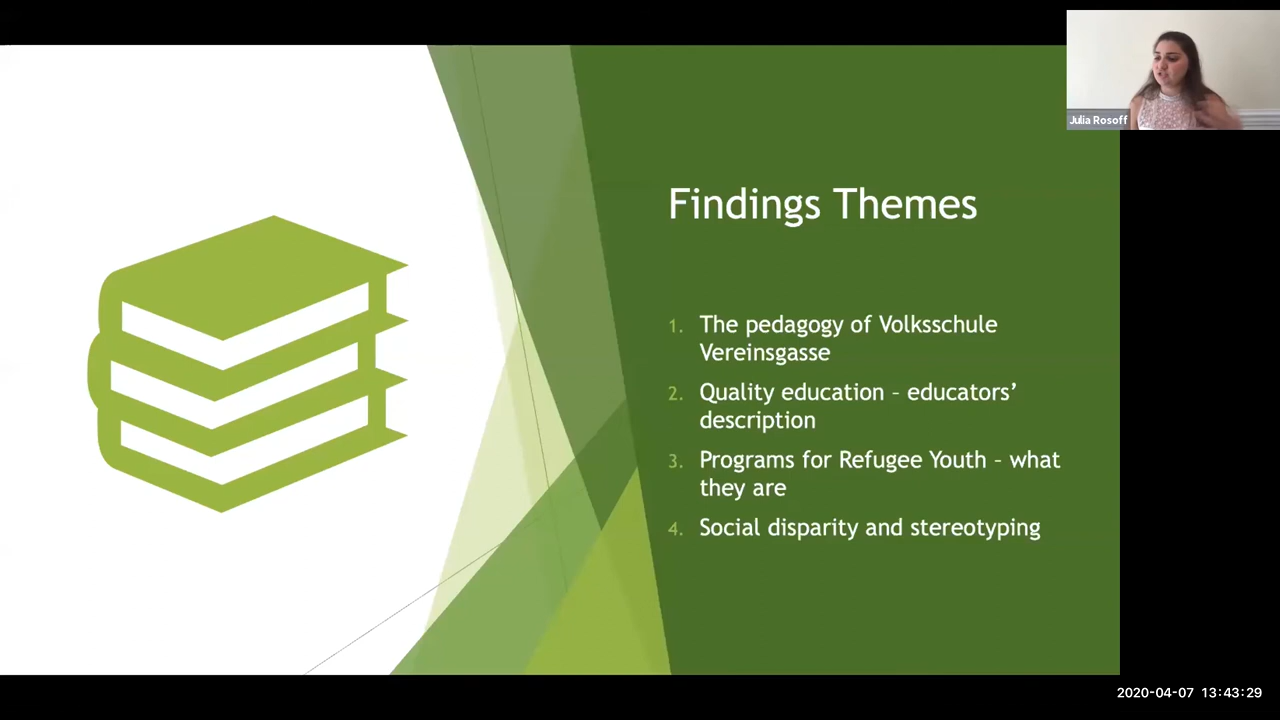 Julia Rosoff
Findings Themes
1. The pedagogy of Volksschule
Vereinsgasse
2. Quality education – educators’
description
3. Programs for Refugee Youth – what
they are
4. Social disparity and stereotyping
2020-04-07 13:43:29